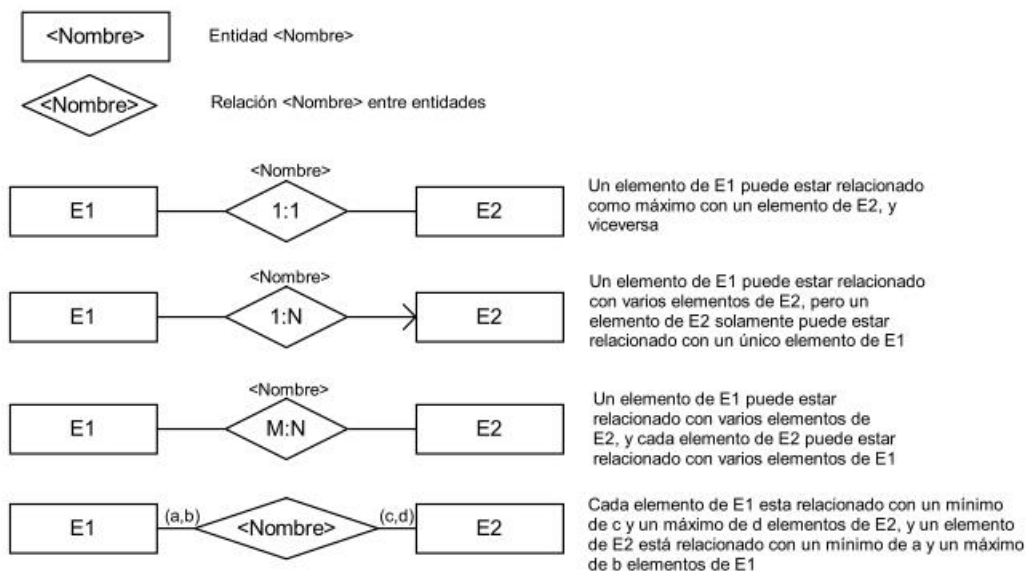 <Nombre>
Entidad <Nombre>
<Nombre>
Relación <Nombre> entre entidades
<Nombre>
E1
1:1
E2
Un elemento de E1 puede estar relacionado
como máximo con un elemento de E2, y
viceversa
<Nombre>
E1
1:N
E2
Un elemento de E1 puede estar relacionado
con varios elementos de E2, pero un
elemento de E2 solamente puede estar
relacionado con un único elemento de E1
<Nombre>
E1
M:N
E2
Un elemento de E1 puede estar
relacionado con varios elementos de
E2, y cada elemento de E2 puede estar
relacionado con varios elementos de E1
E1
(a,b)
<Nombre>
(c,d)
E2
Cada elemento de E1 esta relacionado con un mínimo
de c y un máximo de d elementos de E2, y un elemento
de E2 está relacionado con un mínimo de a y un máximo
de b elementos de E1